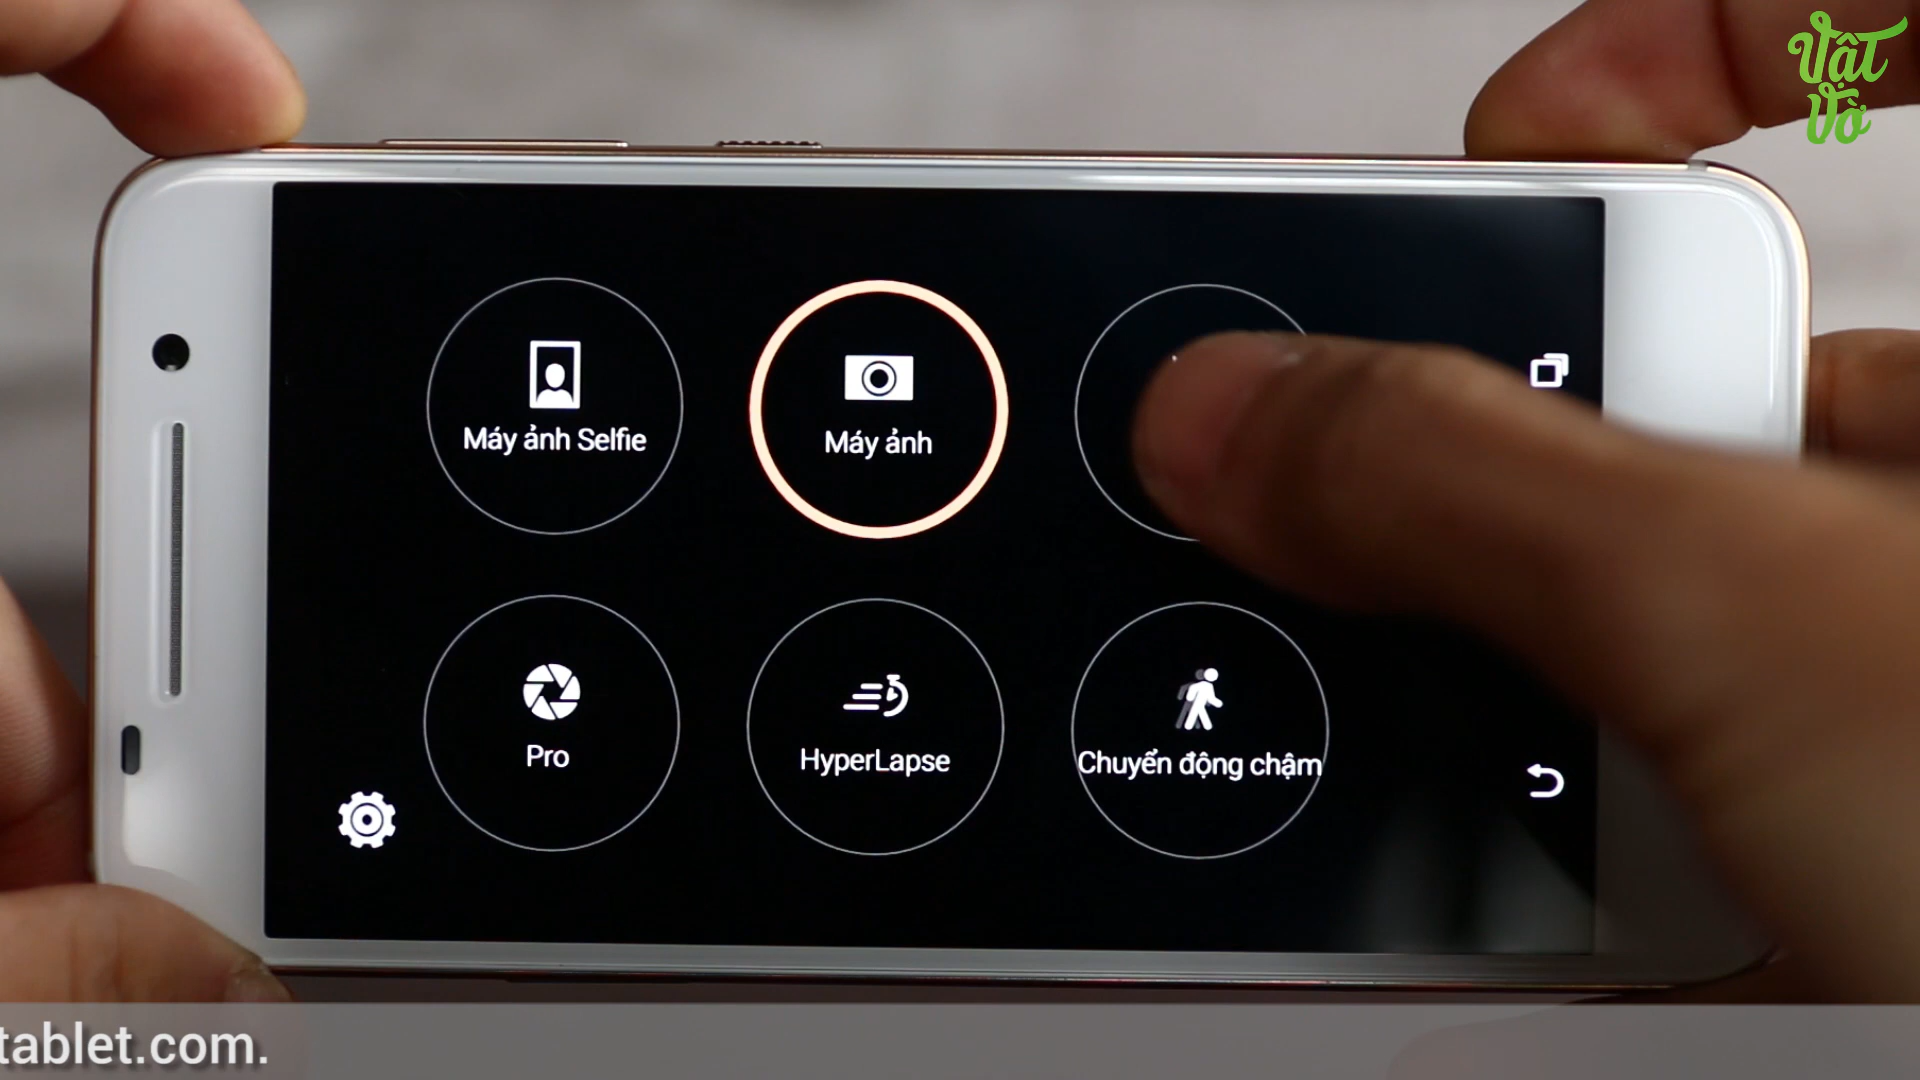 Vật
Vờ
Máy ảnh Selfie
Máy ảnh
Pro
HyperLapse
Chuyển động chậm
tablet.com.